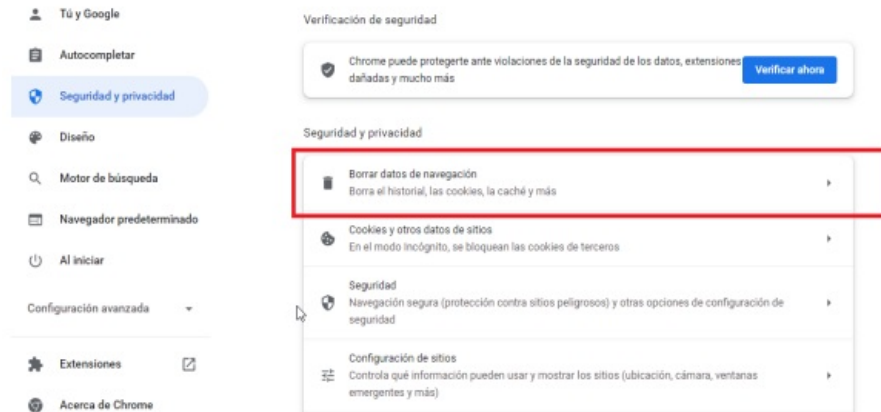 Tú y Google
Autocompletar
Seguridad y privacidad
Diseño
Motor de búsqueda
Navegador predeterminado
Al iniciar
Configuración avanzada
Extensiones
Acerca de Chrome
Verificación de seguridad
Chrome puede protegerte ante violaciones de la seguridad de los datos, extensiones
dañadas y mucho más
Verificar ahora
Seguridad y privacidad
Borrar datos de navegación
Borra el historial, las cookies, la caché y más
Cookies y otros datos de sitios
En el modo Incógnito, se bloquean las cookies de terceros
Seguridad
Navegación segura (protección contra sitios peligrosos) y otras opciones de configuración de
seguridad
Configuración de sitios
Controla qué información pueden usar y mostrar los sitios (ubicación, cámara, ventanas
emergentes y más)